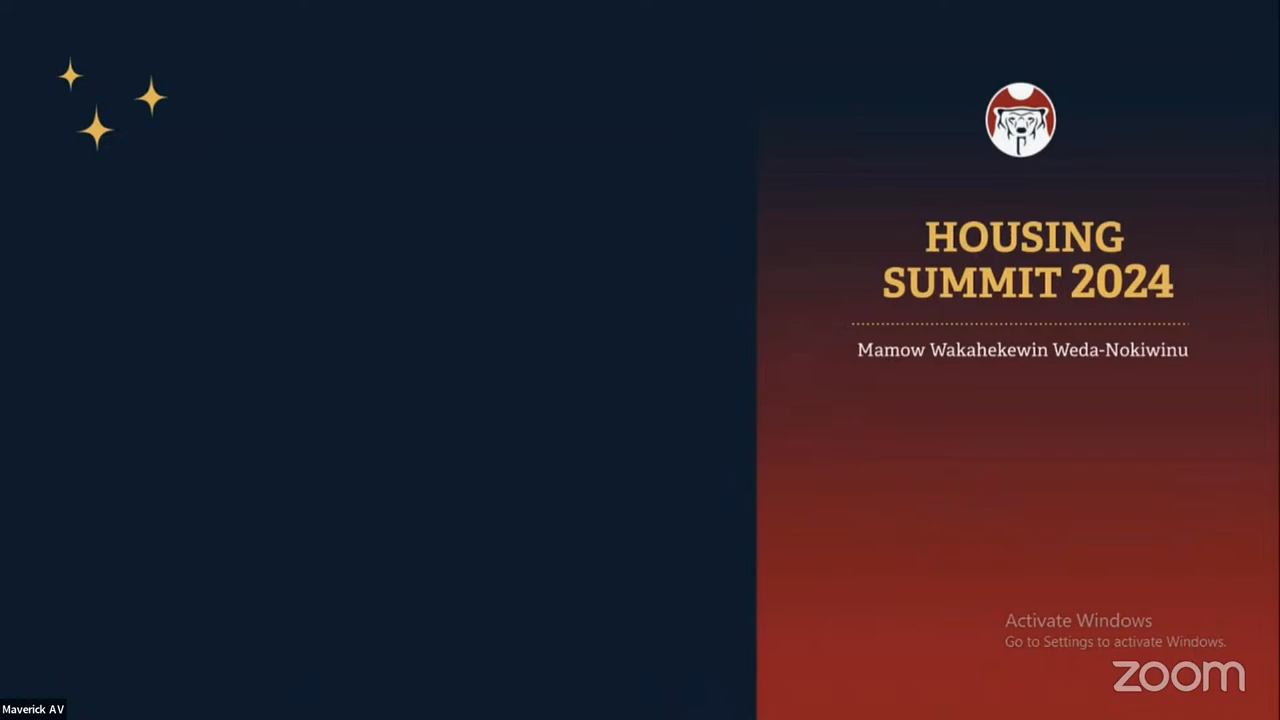 HOUSING
SUMMIT 2024
Mamow Wakahekewin Weda-Nokiwinu
Activate Windows
Go to Settings to activate Windows.
zoom
Maverick AV